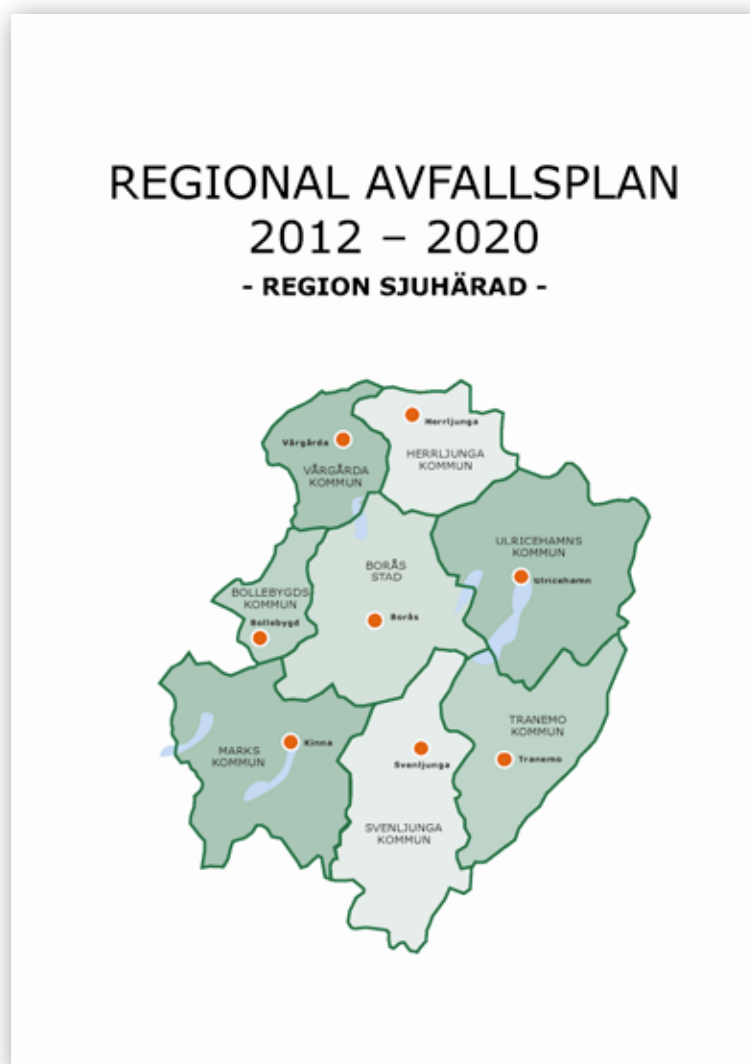 REGIONAL AVFALLSPLAN
2012 – 2020
- REGION SJUHÄRAD -
Herrljunga
Vårgårda
HERRLJUNGA
KOMMUN
VÅRGÅRDA
KOMMUN
ULRICEHAMNS
KOMMUN
Ulricehamn
BORÅS
STAD
Borås
BOLLEBYGDS
KOMMUN
Bollebygd
TRANEMO
KOMMUN
Tranemo
Kinna
MARKS
KOMMUN
Svenljunga
SVENLJUNGA
KOMMUN